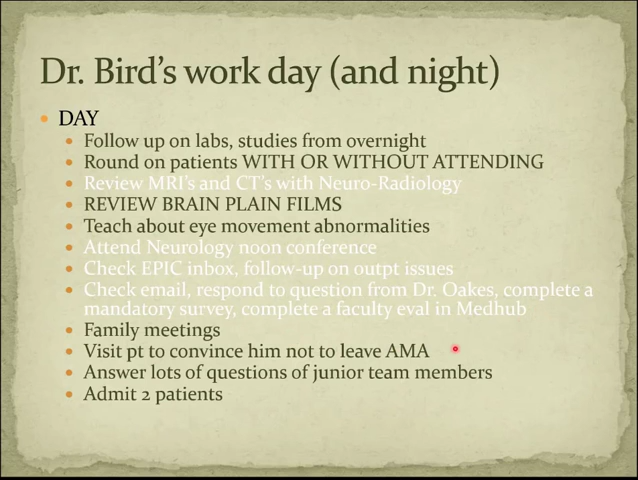 Dr. Bird's work day (and night)
DAY
Follow up on labs, studies from overnight
Round on patients WITH OR WITHOUT ATTENDING
Review MRI's and CT's with Neuro-Radiology
REVIEW BRAIN PLAIN FILMS
Teach about eye movement abnormalities
Attend Neurology noon conference
Check EPIC inbox, follow-up on outpt issues
Check email, respond to question from Dr. Oakes, complete a
mandatory survey, complete a faculty eval in Medhub
Family meetings
Visit pt to convince him not to leave AMA
Answer lots of questions of junior team members
Admit 2 patients